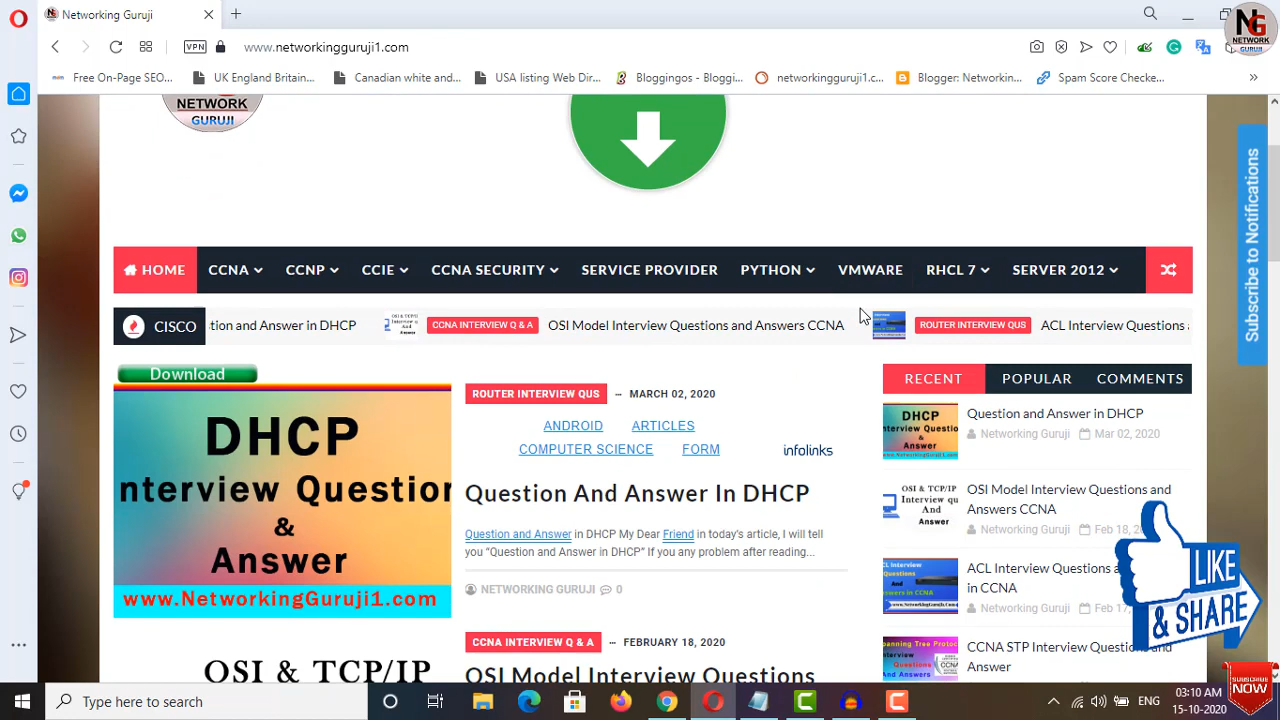 Networking Guruji
NG
NETWORK
GURUJI
VPN
www.networkingguruji1.com
Free On-Page SEO...
UK England Britain...
Canadian white and...
USA listing Web Dir...
Bloggingos - Bloggi...
networkingguruji1.c...
Blogger: Networkin...
Spam Score Checke...
NETWORK
GURUJI
Subscribe to Notifications
HOME
CCNA
CCNP
CCIE
CCNA SECURITY
SERVICE PROVIDER
PYTHON
VMWARE
RHCL 7
SERVER 2012
CISCO
tion and Answer in DHCP
CCNA INTERVIEW Q & A
OSI Model Interview Questions and Answers CCNA
ROUTER INTERVIEW QUS
ACL Interview Questions
Download
DHCP
nterview Question
&
Answer
www.NetworkingGuruji1.com
ROUTER INTERVIEW QUS
MARCH 02, 2020
ANDROID
ARTICLES
COMPUTER SCIENCE
FORM
infolinks
Question And Answer In DHCP
Question and Answer in DHCP My Dear Friend in today's article, I will tell
you “Question and Answer in DHCP” If you any problem after reading...
NETWORKING GURUJI
0
RECENT
POPULAR
COMMENTS
Question and Answer in DHCP
Networking Guruji
Mar 02, 2020
OSI Model Interview Questions and
Answers CCNA
Networking Guruji
Feb 18,
ACL Interview Questions a
in CCNA
Networking Guruji
Feb 17,
CCNA STP Interview Questions and
Answer
LIKE
& SHARE
OSI & TCP/IP
CCNA INTERVIEW Q & A
FEBRUARY 18, 2020
OSI Model Interview Questions
Type here to search
ENG
03:10 AM
15-10-2020
SUBSCRIBE
NOW